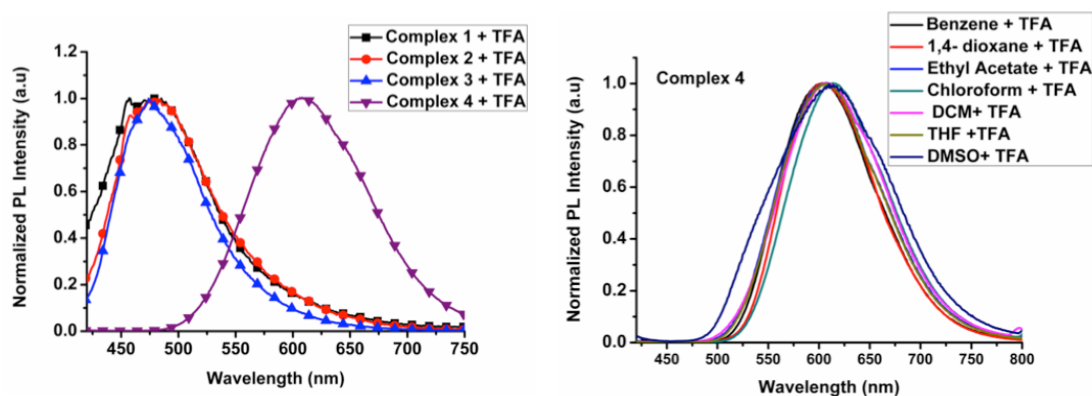 Complex 1 + TFA
Complex 2 + TFA
Complex 3 + TFA
Complex 4 + TFA
Normalized PL Intensity (a.u)
1.2
1.0
0.8
0.6
0.4
0.2
0.0
450 500 550 600 650 700 750
Wavelength (nm)
Benzene + TFA
1,4- dioxane + TFA
Ethyl Acetate + TFA
Chloroform + TFA
DCM+ TFA
THF +TFA
DMSO+ TFA
Complex 4
Normalized PL Intensity (a.u)
1.0
0.8
0.6
0.4
0.2
0.0
450 500 550 600 650 700 750 800
Wavelength (nm)